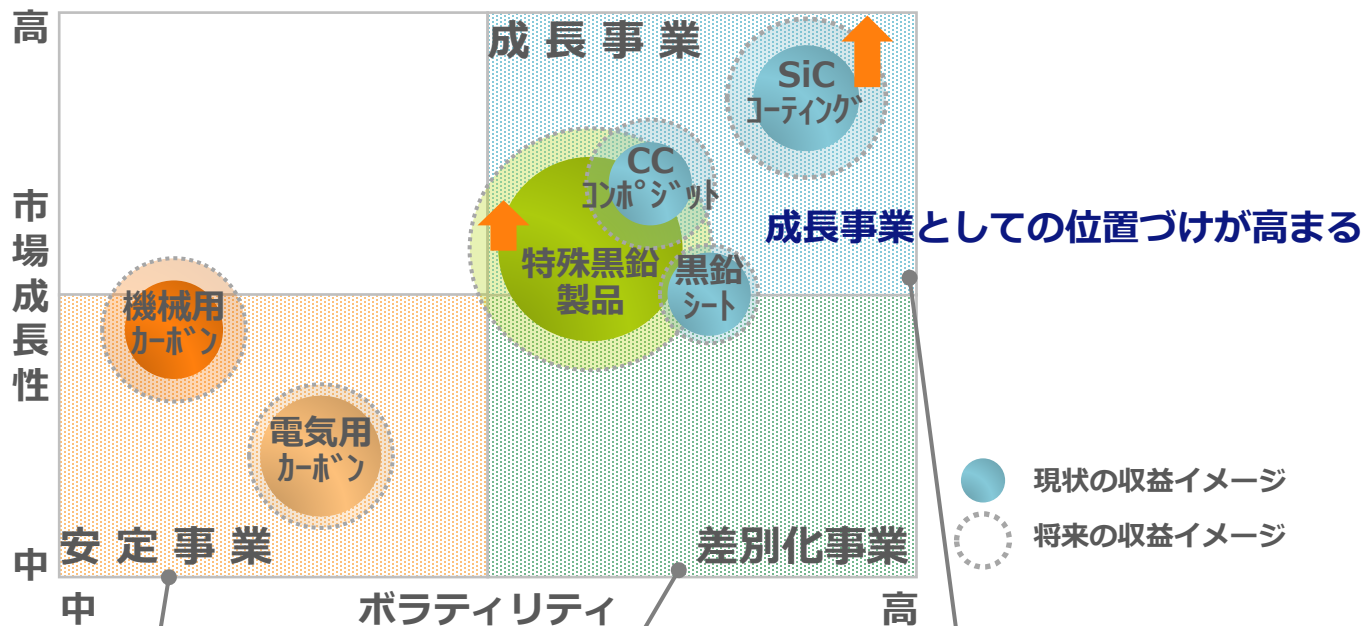 高
成長事業
SiC
コーティング
CC
コンポジット
市場成長性
成長事業としての位置づけが高まる
特殊黒鉛
製品
黒鉛
シート
機械用
カーボン
電気用
カーボン
現状の収益イメージ
将来の収益イメージ
安定事業
差別化事業
中
中
ボラティリティ
高